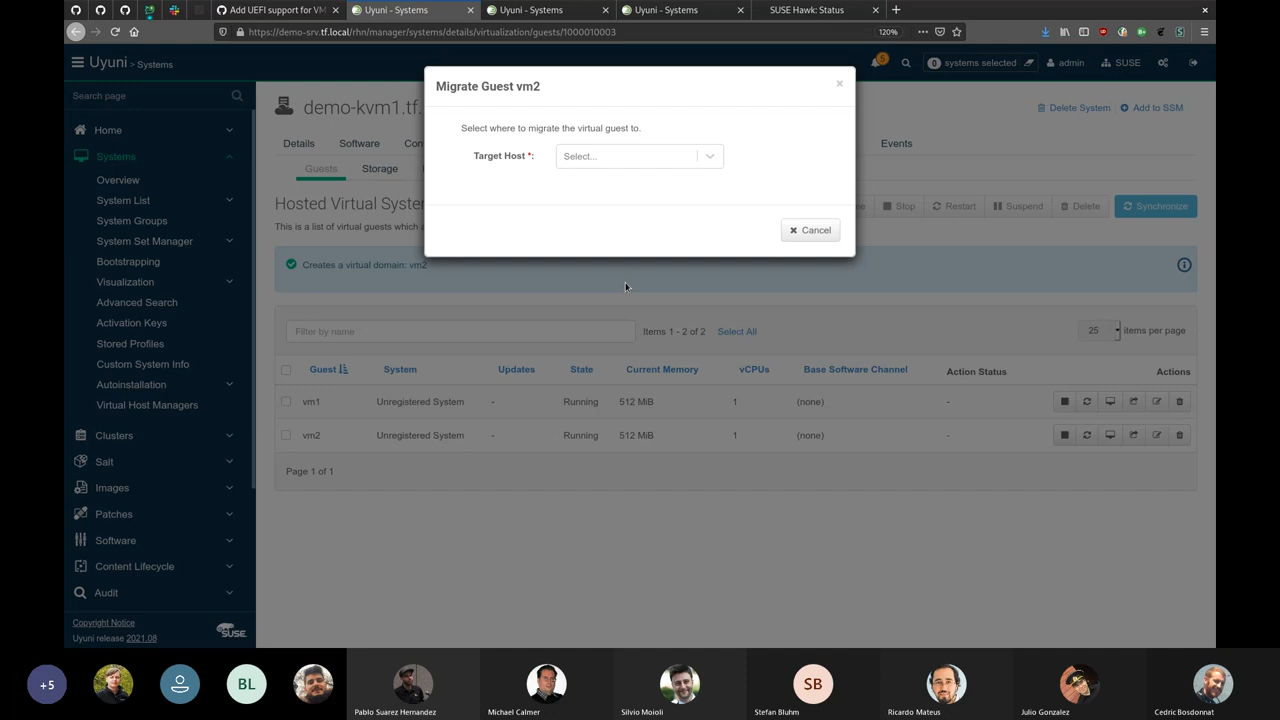 Add UEFI support for VM
Uyuni - Systems
Uyuni - Systems
Uyuni - Systems
SUSE Hawk: Status
https://demo-srv.tf.local/rhn/manager/systems/details/virtualization/guests/1000010003
120%
Uyuni > Systems
5
0 systems selected
admin
SUSE
Search page
Home
Systems
Overview
System List
System Groups
System Set Manager
Bootstrapping
Visualization
Advanced Search
Activation Keys
Stored Profiles
Custom System Info
Autoinstallation
Virtual Host Managers
Clusters
Salt
Images
Patches
Software
Content Lifecycle
Audit
Copyright Notice
Uyuni release 2021.08
SUSE
demo-kvm1.tf.
Delete System
Add to SSM
Details
Software
Con
Events
Guests
Storage
Hosted Virtual System
Stop
Restart
Suspend
Delete
Synchronize
This is a list of virtual guests which
Migrate Guest vm2
×
Select where to migrate the virtual guest to.
Target Host *:
Select...
Cancel
Creates a virtual domain: vm2
Filter by name
Items 1 - 2 of 2
Select All
25
items per page
Guest System Updates State Current Memory vCPUs Base Software Channel Action Status Actions
vm1 Unregistered System - Running 512 MiB 1 (none) -
vm2 Unregistered System - Running 512 MiB 1 (none) -
Page 1 of 1
+5
BL
SB
Pablo Suarez Hernandez
Michael Calmer
Silvio Moioli
Stefan Bluhm
Ricardo Mateus
Julio Gonzalez
Cedric Bosdonnat